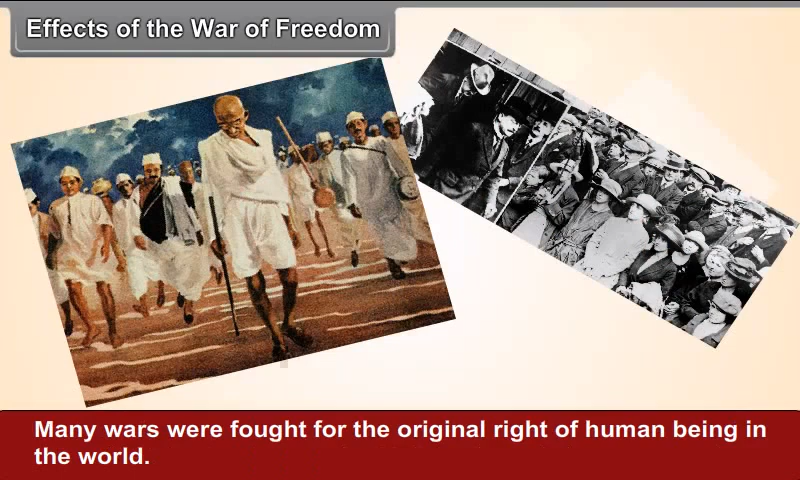 Effects of the War of Freedom
Many wars were fought for the original right of human being in
the world.